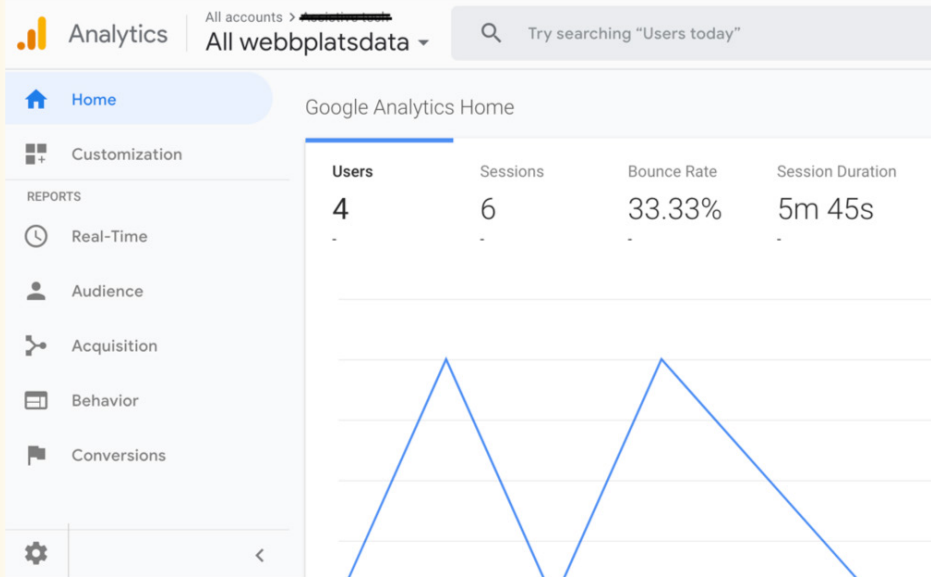 Analytics
All accounts >
All webbplatsdata
Try searching “Users today”
Home
Customization
REPORTS
Real-Time
Audience
Acquisition
Behavior
Conversions
Google Analytics Home
Users
4
-
Sessions
6
-
Bounce Rate
33.33%
-
Session Duration
5m 45s
-